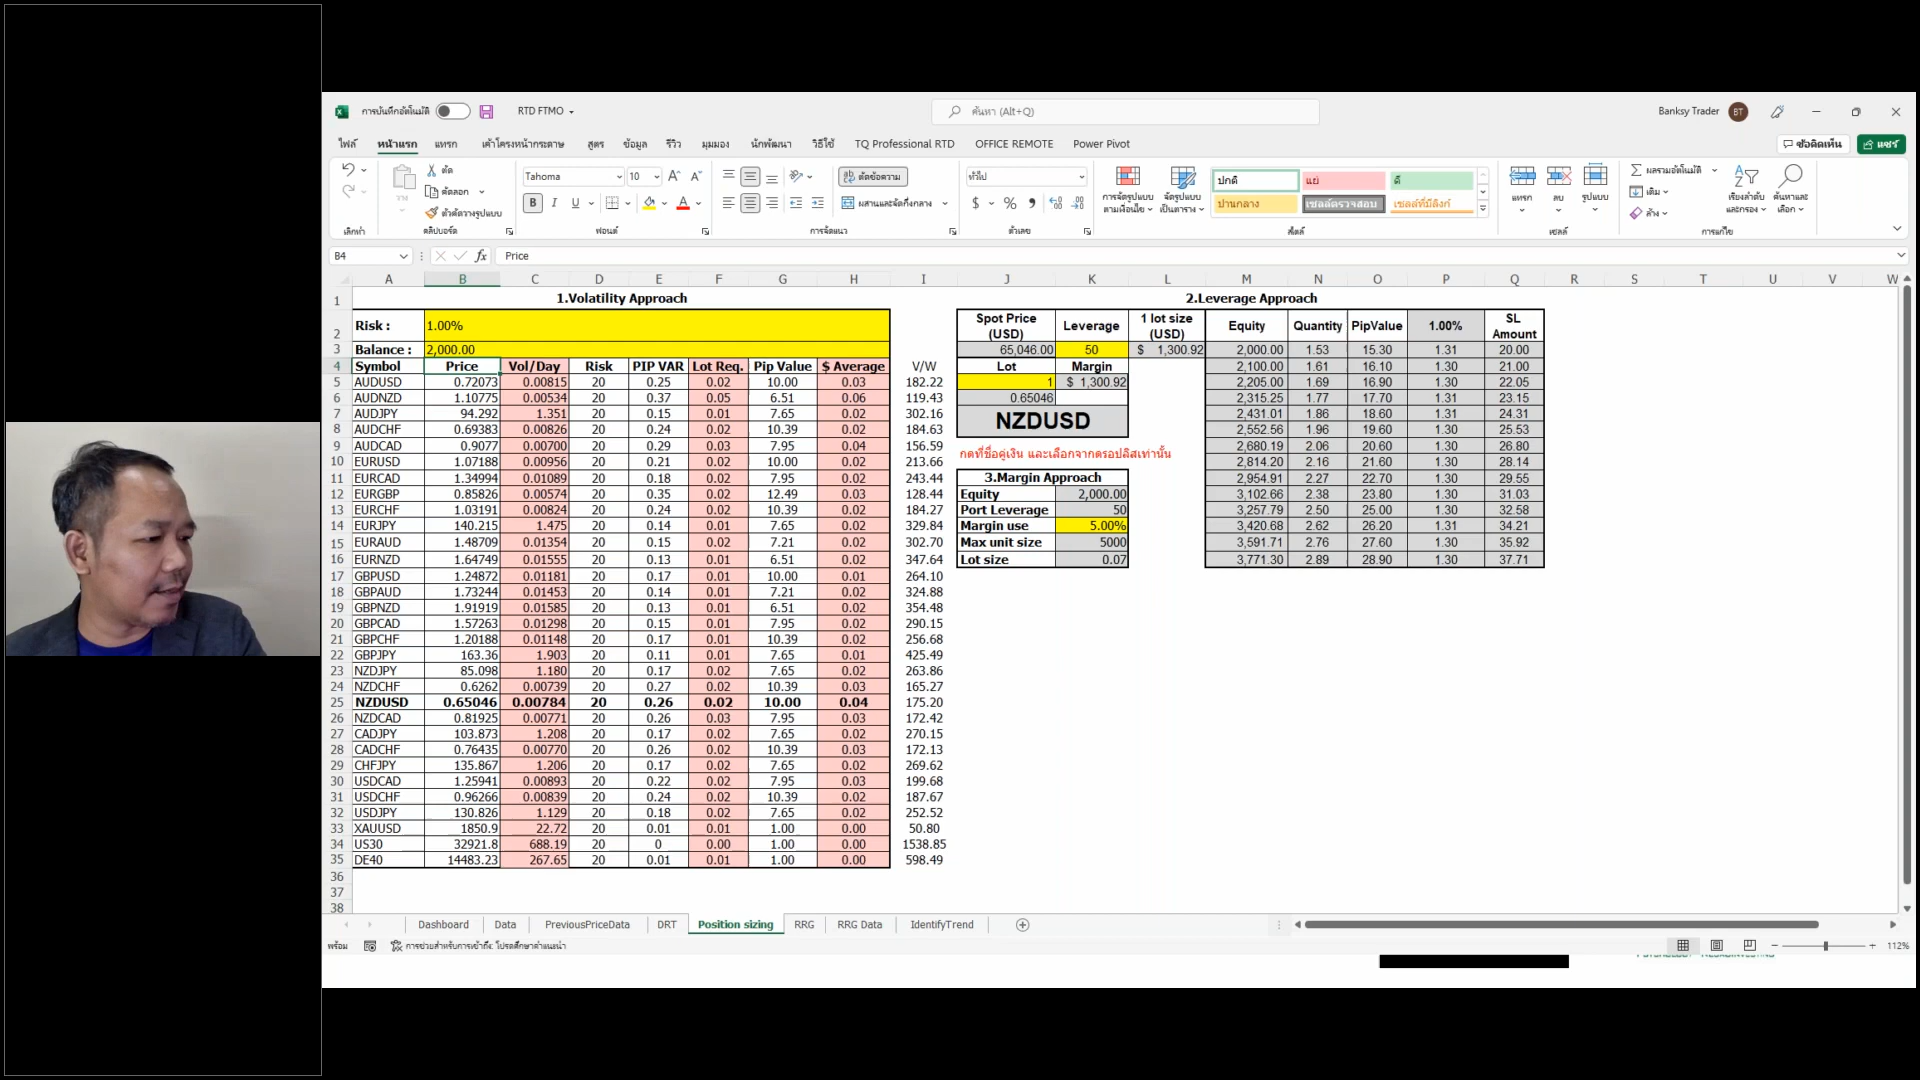 การบันทึกอัตโนมัติ RTD FTMO ค้นหา (Alt+Q) Banksy Trader BT
ไฟล์ หน้าแรก แทรก เค้าโครงหน้ากระดาษ สูตร ข้อมูล รีวิว มุมมอง นักพัฒนา วิธีใช้ TQ Professional RTD OFFICE REMOTE Power Pivot ข้อคิดเห็น แชร์
ตัด Tahoma 10 ตัดข้อความ ทั่วไป ปกติ แย่ ดี ผลรวมอัตโนมัติ
คัดลอก เติม
ตัวคัดวางรูปแบบ B I U ผสานและจัดกึ่งกลาง $ % ปานกลาง เซลล์ตรวจสอบ เซลล์ที่มีลิงก์ ล้าง
การจัดรูปแบบตามเงื่อนไข จัดรูปแบบเป็นตาราง แทรก ลบ รูปแบบ เรียงลำดับและกรอง ค้นหาและเลือก
เลิกทำ คลิปบอร์ด ฟอนต์ การจัดแนว ตัวเลข สไตล์ เซลล์ การแก้ไข
B4 fx Price
A B C D E F G H I J K L M N O P Q R S T U V W
1 1.Volatility Approach 2.Leverage Approach
2 Risk : 1.00% Spot Price (USD) Leverage 1 lot size (USD) Equity Quantity PipValue 1.00% SL Amount
3 Balance : 2,000.00 65,046.00 50 $ 1,300.92 2,000.00 1.53 15.30 1.31 20.00
4 Symbol Price Vol/Day Risk PIP VAR Lot Req. Pip Value $ Average V/W Lot Margin 2,100.00 1.61 16.10 1.30 21.00
5 AUDUSD 0.72073 0.00815 20 0.25 0.02 10.00 0.03 182.22 1 $ 1,300.92 2,205.00 1.69 16.90 1.30 22.05
6 AUDNZD 1.10775 0.00534 20 0.37 0.05 6.51 0.06 119.43 0.65046 2,315.25 1.77 17.70 1.31 23.15
7 AUDJPY 94.292 1.351 20 0.15 0.01 7.65 0.02 302.16 NZDUSD 2,431.01 1.86 18.60 1.31 24.31
8 AUDCHF 0.69383 0.00826 20 0.24 0.02 10.39 0.02 184.63 2,552.56 1.96 19.60 1.30 25.53
9 AUDCAD 0.9077 0.00700 20 0.29 0.03 7.95 0.04 156.59 กดที่ชื่อคู่เงิน และเลือกจากดรอปลิสเท่านั้น 2,680.19 2.06 20.60 1.30 26.80
10 EURUSD 1.07188 0.00956 20 0.21 0.02 10.00 0.02 213.66 2,814.20 2.16 21.60 1.30 28.14
11 EURCAD 1.34994 0.01089 20 0.18 0.02 7.95 0.02 243.44 3.Margin Approach 2,954.91 2.27 22.70 1.30 29.55
12 EURGBP 0.85826 0.00574 20 0.35 0.02 12.49 0.03 128.44 Equity 2,000.00 3,102.66 2.38 23.80 1.30 31.03
13 EURCHF 1.03191 0.00824 20 0.24 0.02 10.39 0.02 184.27 Port Leverage 50 3,257.79 2.50 25.00 1.30 32.58
14 EURJPY 140.215 1.475 20 0.14 0.01 7.65 0.02 329.84 Margin use 5.00% 3,420.68 2.62 26.20 1.31 34.21
15 EURAUD 1.48709 0.01354 20 0.15 0.02 7.21 0.02 302.70 Max unit size 5000 3,591.71 2.76 27.60 1.30 35.92
16 EURNZD 1.64749 0.01555 20 0.13 0.01 6.51 0.02 347.64 Lot size 0.07 3,771.30 2.89 28.90 1.30 37.71
17 GBPUSD 1.24872 0.01181 20 0.17 0.01 10.00 0.01 264.10
18 GBPAUD 1.73244 0.01453 20 0.14 0.01 7.21 0.02 324.88
19 GBPNZD 1.91919 0.01585 20 0.13 0.01 6.51 0.02 354.48
20 GBPCAD 1.57263 0.01298 20 0.15 0.01 7.95 0.02 290.15
21 GBPCHF 1.20188 0.01148 20 0.17 0.01 10.39 0.02 256.68
22 GBPJPY 163.36 1.903 20 0.11 0.01 7.65 0.01 425.49
23 NZDJPY 85.098 1.180 20 0.17 0.02 7.65 0.02 263.86
24 NZDCHF 0.6262 0.00739 20 0.27 0.02 10.39 0.03 165.27
25 NZDUSD 0.65046 0.00784 20 0.26 0.02 10.00 0.04 175.20
26 NZDCAD 0.81925 0.00771 20 0.26 0.03 7.95 0.03 172.42
27 CADJPY 103.873 1.208 20 0.17 0.02 7.65 0.02 270.15
28 CADCHF 0.76435 0.00770 20 0.26 0.02 10.39 0.03 172.13
29 CHFJPY 135.867 1.206 20 0.17 0.02 7.65 0.02 269.62
30 USDCAD 1.25941 0.00893 20 0.22 0.02 7.95 0.03 199.68
31 USDCHF 0.96266 0.00839 20 0.24 0.02 10.39 0.02 187.67
32 USDJPY 130.826 1.129 20 0.18 0.02 7.65 0.02 252.52
33 XAUUSD 1850.9 22.72 20 0.01 0.01 1.00 0.00 50.80
34 US30 32921.8 688.19 20 0 0.00 1.00 0.00 1538.85
35 DE40 14483.23 267.65 20 0.01 0.01 1.00 0.00 598.49
36
37
38
Dashboard Data PreviousPriceData DRT Position sizing RRG RRG Data IdentifyTrend
พร้อม การช่วยสำหรับการเข้าถึง: โปรดศึกษาคำแนะนำ 112%